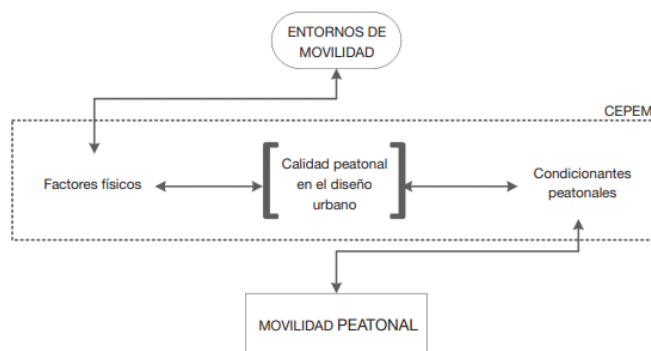 ENTORNOS DE
MOVILIDAD
CEPEM
Factores físicos
Calidad peatonal
en el diseño
urbano
Condicionantes
peatonales
MOVILIDAD PEATONAL